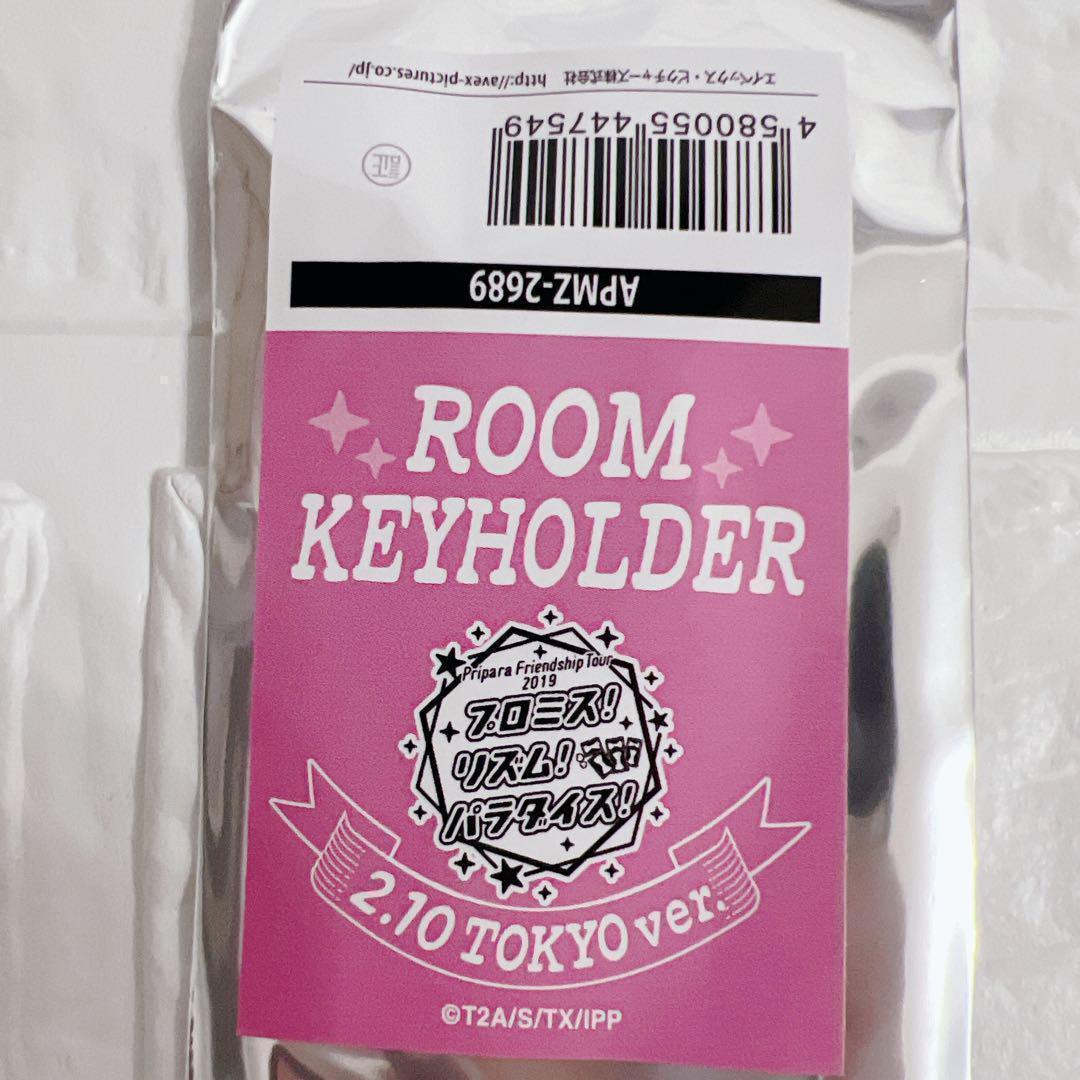 エイベックス・ピクチャーズ株式会社 http://avex-pictures.co.jp/
4 580055 447549
証
APMZ-2689
ROOM
KEYHOLDER
Pripara Friendship Tour
2019
プロミス!
リズム!
パラダイス!
2.10 TOKYO ver.
©T2A/S/TX/IPP